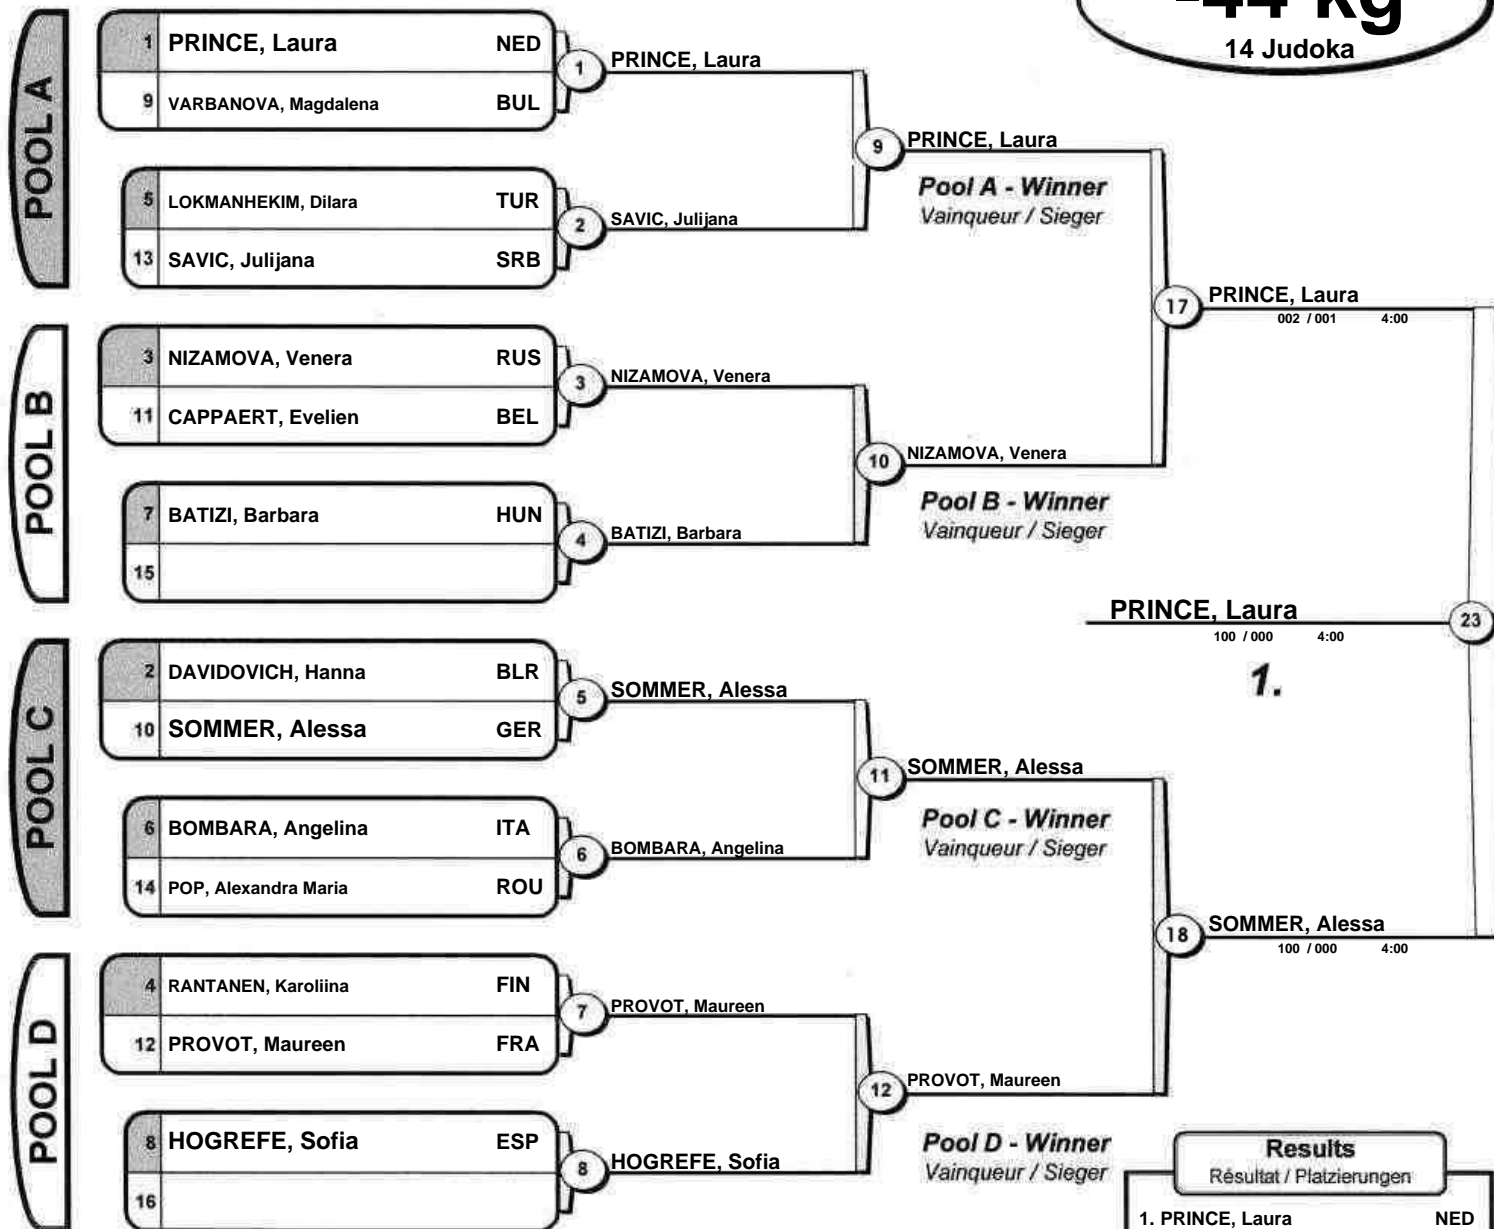 -44 kg
14 Judoka
POOL A
1 PRINCE, Laura NED
9 VARBANOVA, Magdalena BUL
1 PRINCE, Laura
5 LOKMANHEKIM, Dilara TUR
13 SAVIC, Julijana SRB
2 SAVIC, Julijana
9 PRINCE, Laura
Pool A - Winner
Vainqueur / Sieger
POOL B
3 NIZAMOVA, Venera RUS
11 CAPPAERT, Evelien BEL
3 NIZAMOVA, Venera
7 BATIZI, Barbara HUN
15
4 BATIZI, Barbara
10 NIZAMOVA, Venera
Pool B - Winner
Vainqueur / Sieger
17 PRINCE, Laura
002 / 001 4:00
PRINCE, Laura 23
100 / 000 4:00
1.
POOL C
2 DAVIDOVICH, Hanna BLR
10 SOMMER, Alessa GER
5 SOMMER, Alessa
6 BOMBARA, Angelina ITA
14 POP, Alexandra Maria ROU
6 BOMBARA, Angelina
11 SOMMER, Alessa
Pool C - Winner
Vainqueur / Sieger
18 SOMMER, Alessa
100 / 000 4:00
POOL D
4 RANTANEN, Karoliina FIN
12 PROVOT, Maureen FRA
7 PROVOT, Maureen
8 HOGREFE, Sofia ESP
16
8 HOGREFE, Sofia
12 PROVOT, Maureen
Pool D - Winner
Vainqueur / Sieger
Results
Résultat / Platzierungen
1. PRINCE, Laura NED